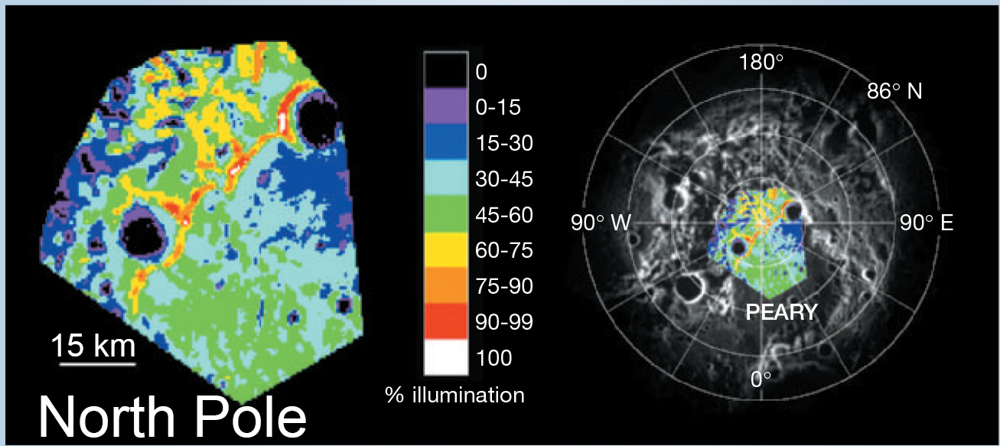 0
0-15
15-30
30-45
45-60
60-75
75-90
90-99
100
% illumination
15 km
North Pole
180°
86° N
90° W
90° E
PEARY
0°